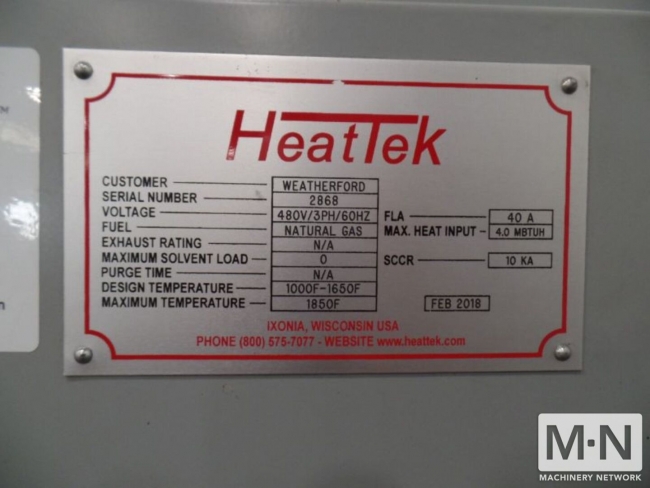 HeatTek
CUSTOMER WEATHERFORD
SERIAL NUMBER 2868
VOLTAGE 480V/3PH/60HZ FLA 40 A
FUEL NATURAL GAS MAX. HEAT INPUT - 4.0 MBTUH
EXHAUST RATING N/A
MAXIMUM SOLVENT LOAD 0 SCCR 10 KA
PURGE TIME N/A
DESIGN TEMPERATURE 1000F-1650F
MAXIMUM TEMPERATURE 1850F FEB 2018
IXONIA, WISCONSIN USA
PHONE (800) 575-7077 - WEBSITE www.heattek.com
M·N
MACHINERY NETWORK